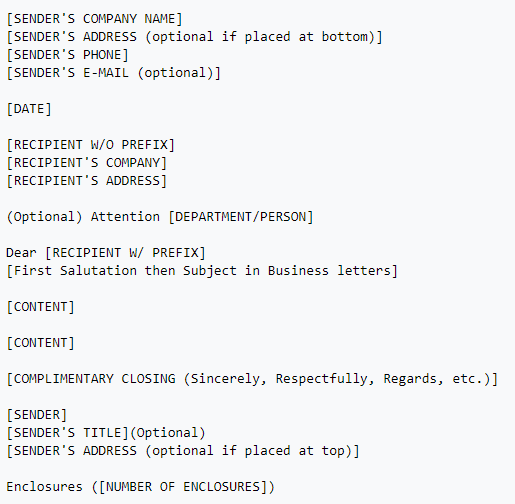 [SENDER'S COMPANY NAME]
[SENDER'S ADDRESS (optional if placed at bottom)]
[SENDER'S PHONE]
[SENDER'S E-MAIL (optional)]
[DATE]
[RECIPIENT W/O PREFIX]
[RECIPIENT'S COMPANY]
[RECIPIENT'S ADDRESS]
(Optional) Attention [DEPARTMENT/PERSON]
Dear [RECIPIENT W/ PREFIX]
[First Salutation then Subject in Business letters]
[CONTENT]
[CONTENT]
[COMPLIMENTARY CLOSING (Sincerely, Respectfully, Regards, etc.)]
[SENDER]
[SENDER'S TITLE](Optional)
[SENDER'S ADDRESS (optional if placed at top)]
Enclosures ([NUMBER OF ENCLOSURES])